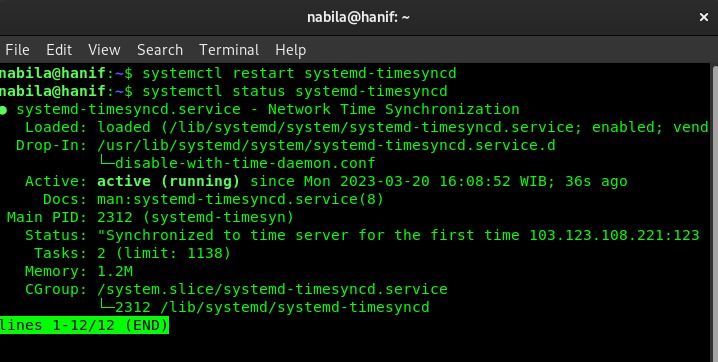 nabila@hanif: ~
File Edit View Search Terminal Help
nabila@hanif:~$ systemctl restart systemd-timesyncd
nabila@hanif:~$ systemctl status systemd-timesyncd
● systemd-timesyncd.service - Network Time Synchronization
   Loaded: loaded (/lib/systemd/system/systemd-timesyncd.service; enabled; vend
  Drop-In: /usr/lib/systemd/system/systemd-timesyncd.service.d
           └─disable-with-time-daemon.conf
   Active: active (running) since Mon 2023-03-20 16:08:52 WIB; 36s ago
     Docs: man:systemd-timesyncd.service(8)
 Main PID: 2312 (systemd-timesyn)
   Status: "Synchronized to time server for the first time 103.123.108.221:123
    Tasks: 2 (limit: 1138)
   Memory: 1.2M
   CGroup: /system.slice/systemd-timesyncd.service
           └─2312 /lib/systemd/systemd-timesyncd
lines 1-12/12 (END)